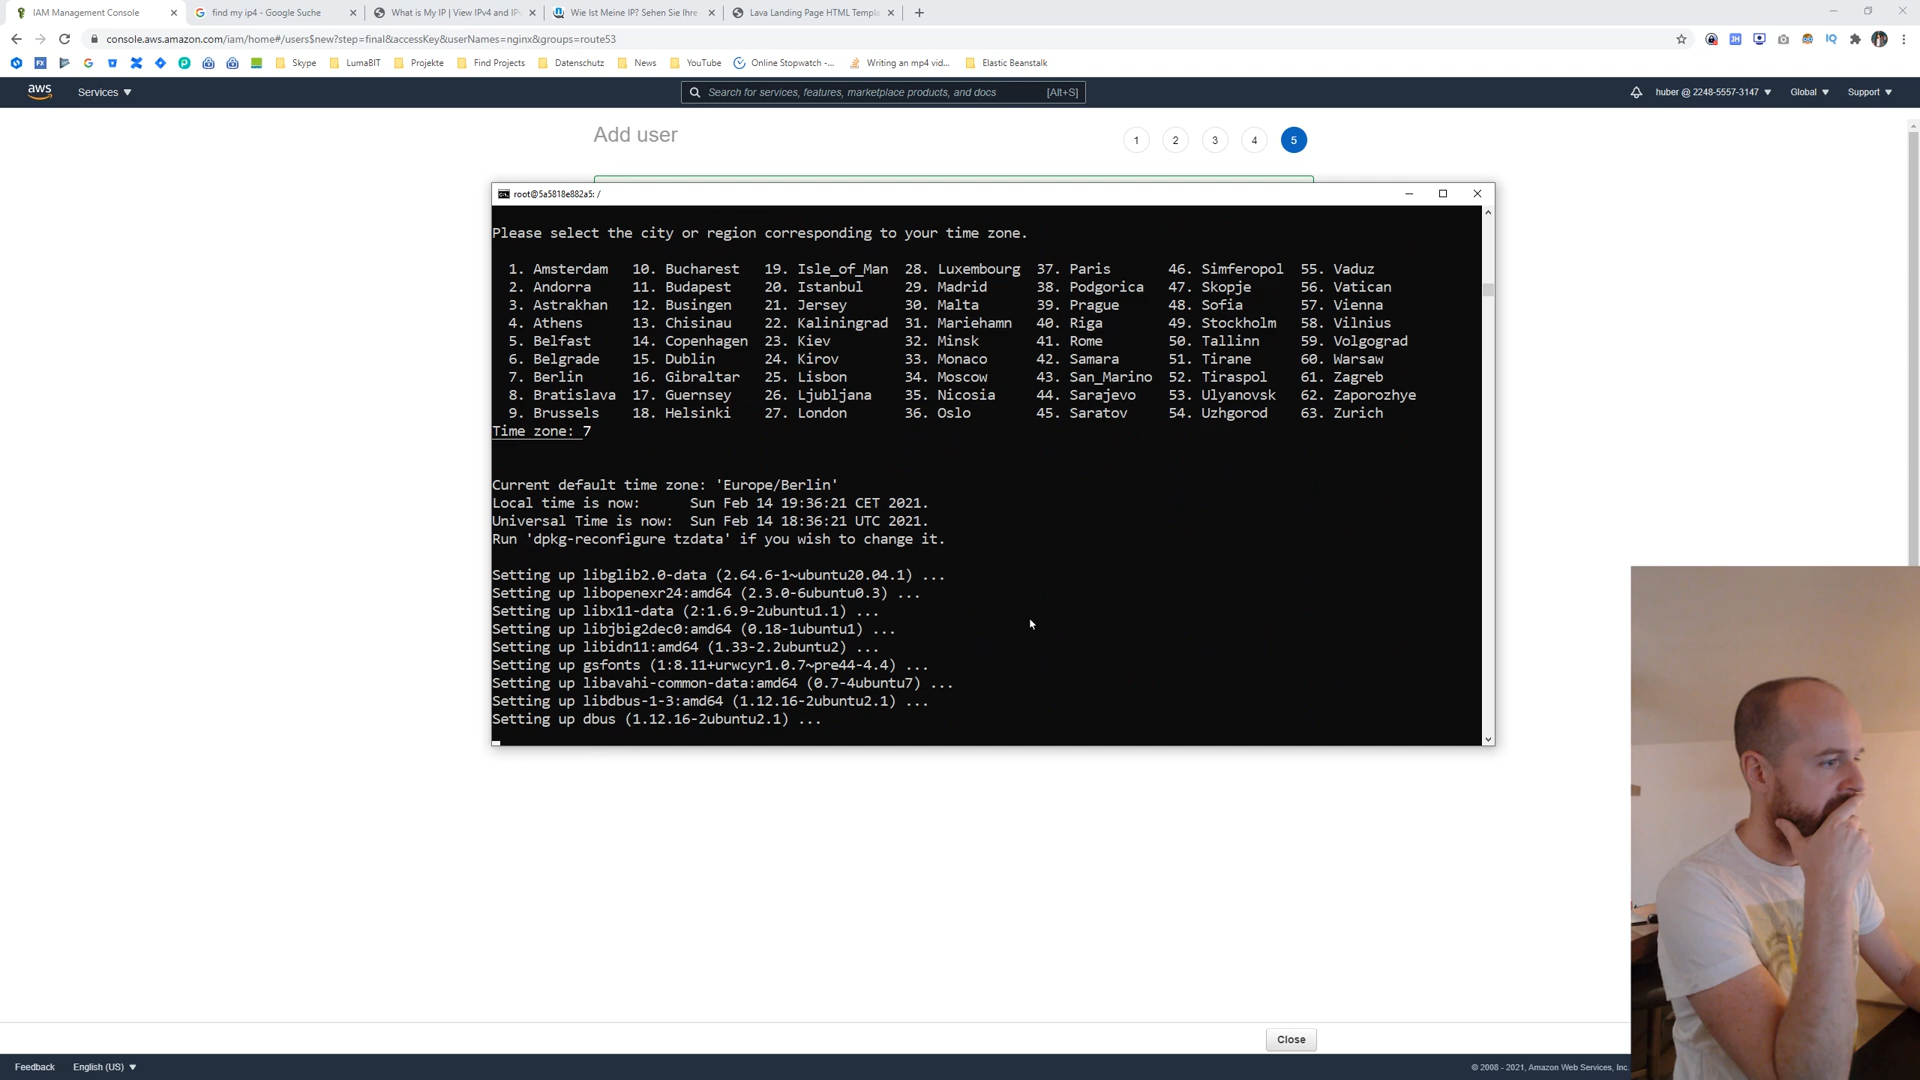 IAM Management Console
find my ip4 - Google Suche
What is My IP | View IPv4 and IPv
Wie Ist Meine IP? Sehen Sie Ihre
Lava Landing Page HTML Templa
console.aws.amazon.com/iam/home#/users$new?step=final&accessKey&userNames=nginx&groups=route53
Skype
LumaBIT
Projekte
Find Projects
Datenschutz
News
YouTube
Online Stopwatch -...
Writing an mp4 vid...
Elastic Beanstalk
aws
Services
Search for services, features, marketplace products, and docs
[Alt+S]
huber @ 2248-5557-3147
Global
Support
Add user
1
2
3
4
5
root@5a5818e882a5: /
Please select the city or region corresponding to your time zone.
1. Amsterdam 10. Bucharest 19. Isle_of_Man 28. Luxembourg 37. Paris 46. Simferopol 55. Vaduz
2. Andorra 11. Budapest 20. Istanbul 29. Madrid 38. Podgorica 47. Skopje 56. Vatican
3. Astrakhan 12. Busingen 21. Jersey 30. Malta 39. Prague 48. Sofia 57. Vienna
4. Athens 13. Chisinau 22. Kaliningrad 31. Mariehamn 40. Riga 49. Stockholm 58. Vilnius
5. Belfast 14. Copenhagen 23. Kiev 32. Minsk 41. Rome 50. Tallinn 59. Volgograd
6. Belgrade 15. Dublin 24. Kirov 33. Monaco 42. Samara 51. Tirane 60. Warsaw
7. Berlin 16. Gibraltar 25. Lisbon 34. Moscow 43. San_Marino 52. Tiraspol 61. Zagreb
8. Bratislava 17. Guernsey 26. Ljubljana 35. Nicosia 44. Sarajevo 53. Ulyanovsk 62. Zaporozhye
9. Brussels 18. Helsinki 27. London 36. Oslo 45. Saratov 54. Uzhgorod 63. Zurich
Time zone: 7
Current default time zone: 'Europe/Berlin'
Local time is now: Sun Feb 14 19:36:21 CET 2021.
Universal Time is now: Sun Feb 14 18:36:21 UTC 2021.
Run 'dpkg-reconfigure tzdata' if you wish to change it.
Setting up libglib2.0-data (2.64.6-1~ubuntu20.04.1) ...
Setting up libopenexr24:amd64 (2.3.0-6ubuntu0.3) ...
Setting up libx11-data (2:1.6.9-2ubuntu1.1) ...
Setting up libjbig2dec0:amd64 (0.18-1ubuntu1) ...
Setting up libidn11:amd64 (1.33-2.2ubuntu2) ...
Setting up gsfonts (1:8.11+urwcyr1.0.7~pre44-4.4) ...
Setting up libavahi-common-data:amd64 (0.7-4ubuntu7) ...
Setting up libdbus-1-3:amd64 (1.12.16-2ubuntu2.1) ...
Setting up dbus (1.12.16-2ubuntu2.1) ...
Close
Feedback
English (US)
© 2008 - 2021, Amazon Web Services, Inc.